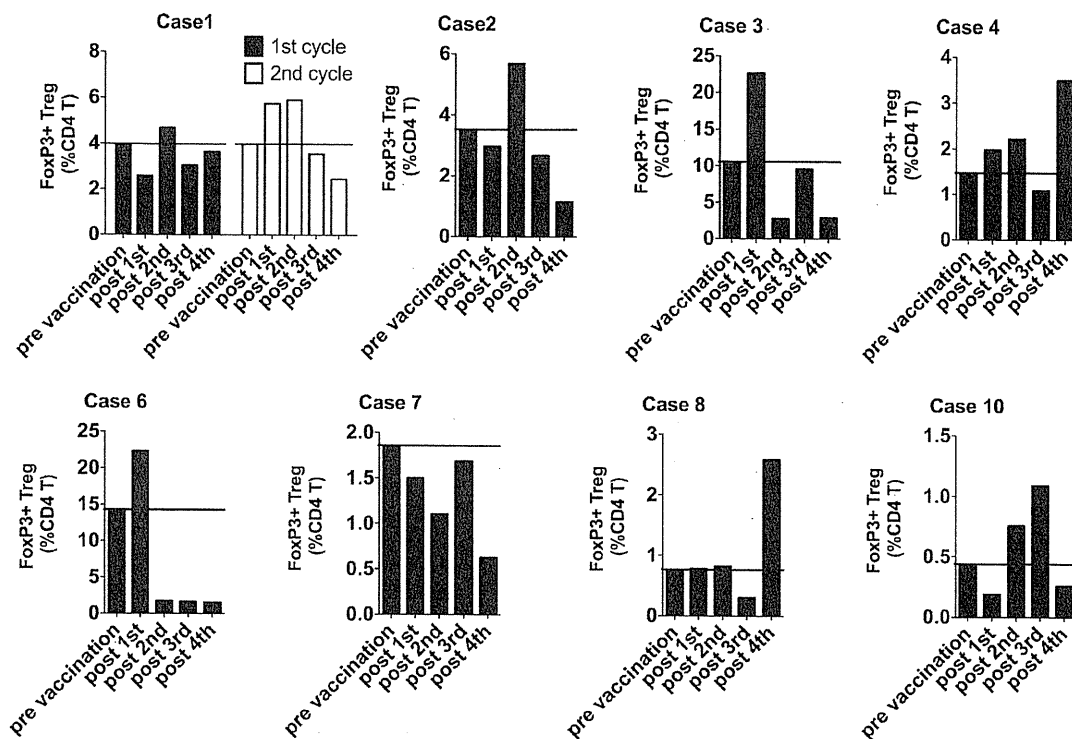 Case1
1st cycle
2nd cycle
FoxP3+ Treg
(%CD4 T)
8
6
4
2
0
pre vaccination
post 1st
post 2nd
post 3rd
post 4th
pre vaccination
post 1st
post 2nd
post 3rd
post 4th
Case2
FoxP3+ Treg
(%CD4 T)
6
4
2
0
pre vaccination
post 1st
post 2nd
post 3rd
post 4th
Case 3
FoxP3+ Treg
(%CD4 T)
25
20
15
10
5
0
pre vaccination
post 1st
post 2nd
post 3rd
post 4th
Case 4
FoxP3+ Treg
(%CD4 T)
4
3
2
1
0
pre vaccination
post 1st
post 2nd
post 3rd
post 4th
Case 6
FoxP3+ Treg
(%CD4 T)
25
20
15
10
5
0
pre vaccination
post 1st
post 2nd
post 3rd
post 4th
Case 7
FoxP3+ Treg
(%CD4 T)
2.0
1.5
1.0
0.5
0.0
pre vaccination
post 1st
post 2nd
post 3rd
post 4th
Case 8
FoxP3+ Treg
(%CD4 T)
3
2
1
0
pre vaccination
post 1st
post 2nd
post 3rd
post 4th
Case 10
FoxP3+ Treg
(%CD4 T)
1.5
1.0
0.5
0.0
pre vaccination
post 1st
post 2nd
post 3rd
post 4th